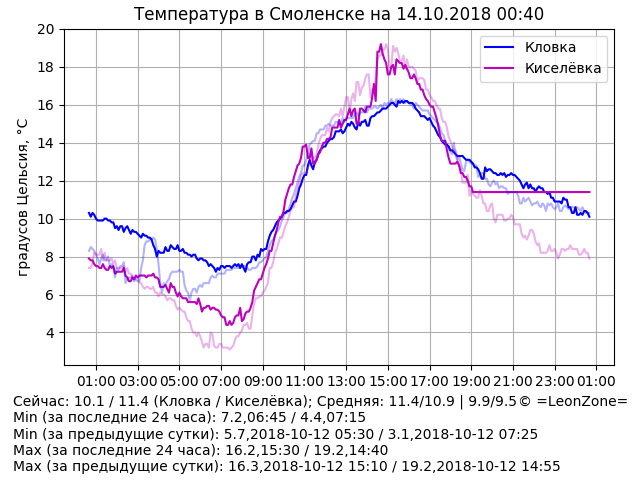 Температура в Смоленске на 14.10.2018 00:40
20
18
16
14
12
10
8
6
4
градусов Цельсия, °C
Кловка
Киселёвка
01:00 03:00 05:00 07:00 09:00 11:00 13:00 15:00 17:00 19:00 21:00 23:00 01:00
Сейчас: 10.1 / 11.4 (Кловка / Киселёвка); Средняя: 11.4/10.9 | 9.9/9.5© =LeonZone=
Min (за последние 24 часа): 7.2,06:45 / 4.4,07:15
Min (за предыдущие сутки): 5.7,2018-10-12 05:30 / 3.1,2018-10-12 07:25
Max (за последние 24 часа): 16.2,15:30 / 19.2,14:40
Max (за предыдущие сутки): 16.3,2018-10-12 15:10 / 19.2,2018-10-12 14:55